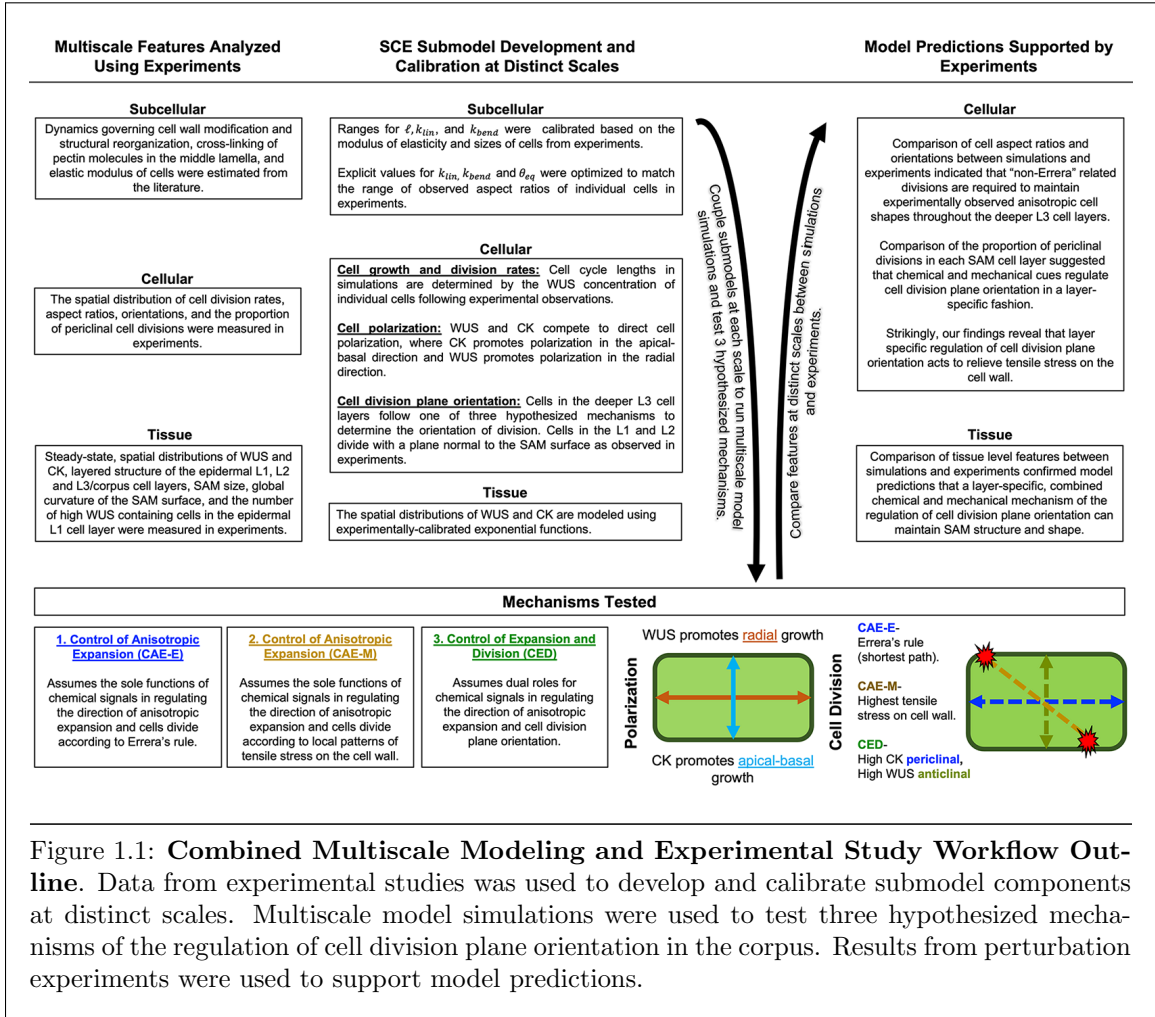 Multiscale Features Analyzed
Using Experiments
Subcellular
Dynamics governing cell wall modification and
structural reorganization, cross-linking of
pectin molecules in the middle lamella, and
elastic modulus of cells were estimated from
the literature.
Cellular
The spatial distribution of cell division rates,
aspect ratios, orientations, and the proportion
of periclinal cell divisions were measured in
experiments.
Tissue
Steady-state, spatial distributions of WUS and
CK, layered structure of the epidermal L1, L2
and L3/corpus cell layers, SAM size, global
curvature of the SAM surface, and the number
of high WUS containing cells in the epidermal
L1 cell layer were measured in experiments.
SCE Submodel Development and
Calibration at Distinct Scales
Subcellular
Ranges for ℓ, k_lin, and k_bend were calibrated based on the
modulus of elasticity and sizes of cells from experiments.
Explicit values for k_lin, k_bend and θ_eq were optimized to match
the range of observed aspect ratios of individual cells in
experiments.
Cellular
Cell growth and division rates: Cell cycle lengths in
simulations are determined by the WUS concentration of
individual cells following experimental observations.
Cell polarization: WUS and CK compete to direct cell
polarization, where CK promotes polarization in the apical-
basal direction and WUS promotes polarization in the radial
direction.
Cell division plane orientation: Cells in the deeper L3 cell
layers follow one of three hypothesized mechanisms to
determine the orientation of division. Cells in the L1 and L2
divide with a plane normal to the SAM surface as observed in
experiments.
Tissue
The spatial distributions of WUS and CK are modeled using
experimentally-calibrated exponential functions.
Couple submodels at each scale to run multiscale model
simulations and test 3 hypothesized mechanisms.
Compare features at distinct scales between simulations
and experiments.
Model Predictions Supported by
Experiments
Cellular
Comparison of cell aspect ratios and
orientations between simulations and
experiments indicated that “non-Errera” related
divisions are required to maintain
experimentally observed anisotropic cell
shapes throughout the deeper L3 cell layers.
Comparison of the proportion of periclinal
divisions in each SAM cell layer suggested
that chemical and mechanical cues regulate
cell division plane orientation in a layer-
specific fashion.
Strikingly, our findings reveal that layer
specific regulation of cell division plane
orientation acts to relieve tensile stress on the
cell wall.
Tissue
Comparison of tissue level features between
simulations and experiments confirmed model
predictions that a layer-specific, combined
chemical and mechanical mechanism of the
regulation of cell division plane orientation can
maintain SAM structure and shape.
Mechanisms Tested
1. Control of Anisotropic
Expansion (CAE-E)
Assumes the sole functions of
chemical signals in regulating
the direction of anisotropic
expansion and cells divide
according to Errera’s rule.
2. Control of Anisotropic
Expansion (CAE-M)
Assumes the sole functions of
chemical signals in regulating
the direction of anisotropic
expansion and cells divide
according to local patterns of
tensile stress on the cell wall.
3. Control of Expansion and
Division (CED)
Assumes dual roles for
chemical signals in regulating
the direction of anisotropic
expansion and cell division
plane orientation.
Polarization
WUS promotes radial growth
CK promotes apical-basal
growth
Cell Division
CAE-E-
Errera’s rule
(shortest path).
CAE-M-
Highest tensile
stress on cell wall.
CED-
High CK periclinal,
High WUS anticlinal
Figure 1.1: Combined Multiscale Modeling and Experimental Study Workflow Out-
line. Data from experimental studies was used to develop and calibrate submodel components
at distinct scales. Multiscale model simulations were used to test three hypothesized mecha-
nisms of the regulation of cell division plane orientation in the corpus. Results from perturbation
experiments were used to support model predictions.